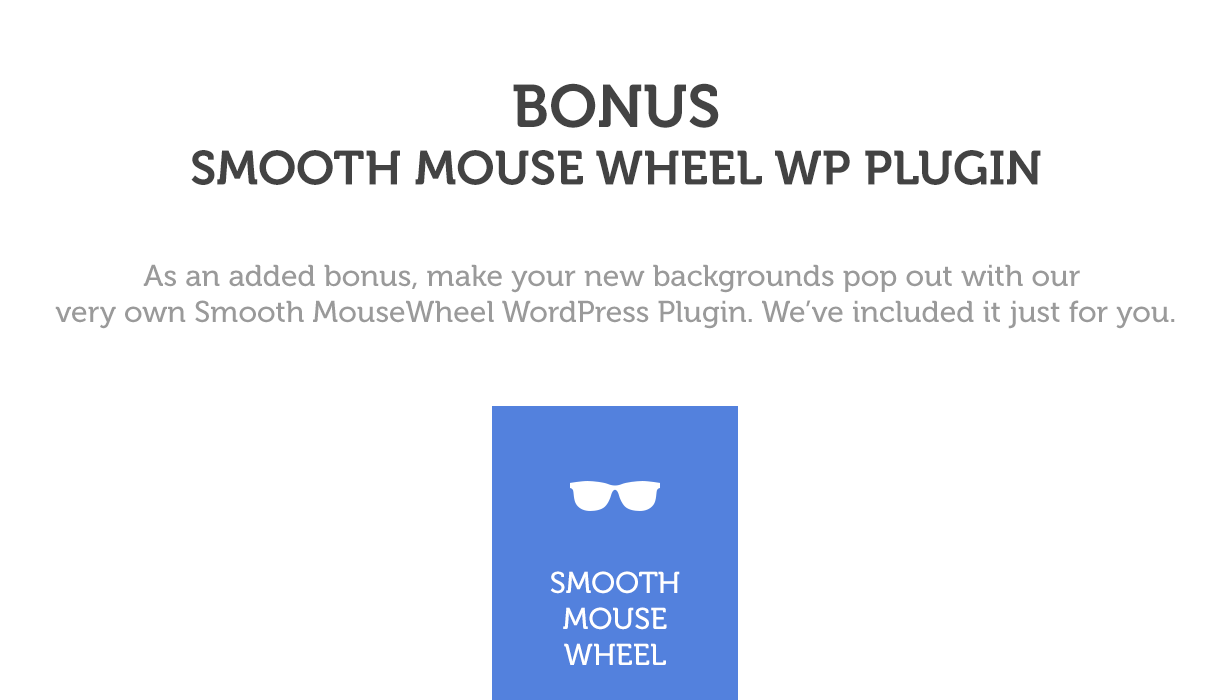 BONUS
SMOOTH MOUSE WHEEL WP PLUGIN
As an added bonus, make your new backgrounds pop out with our
very own Smooth MouseWheel WordPress Plugin. We’ve included it just for you.
SMOOTH
MOUSE
WHEEL